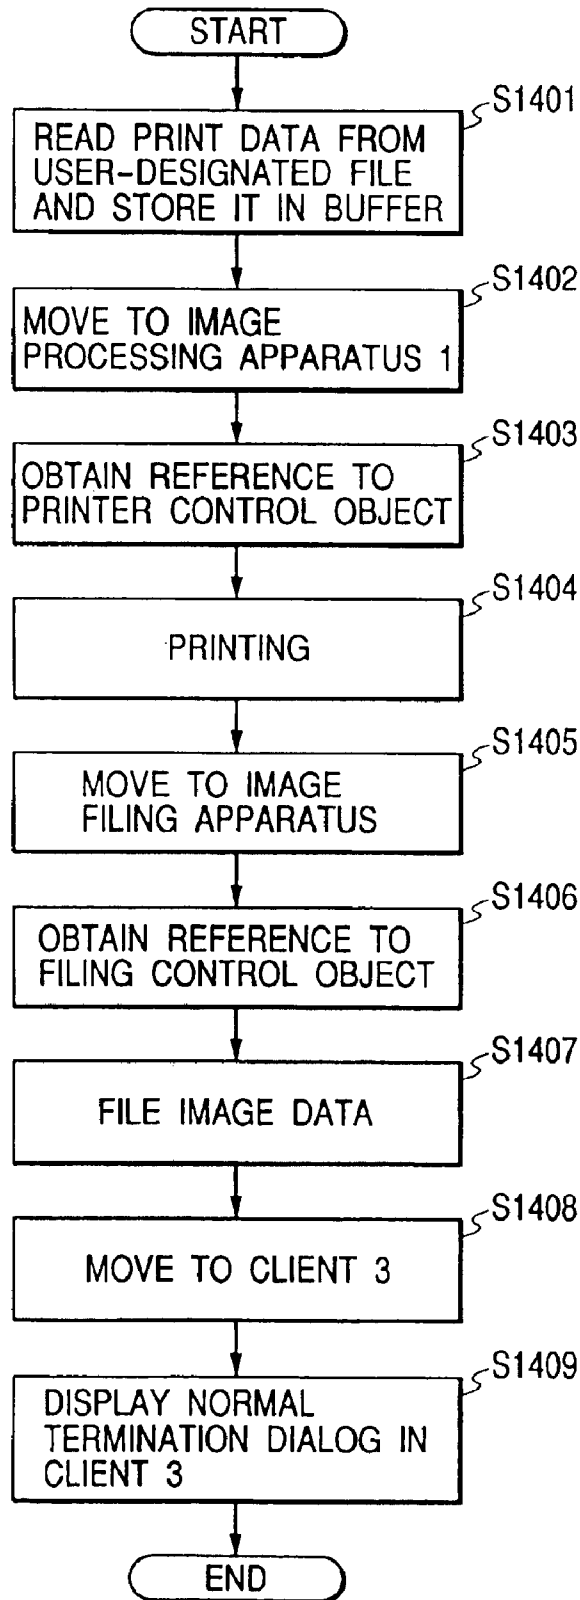 START
S1401
READ PRINT DATA FROM
USER-DESIGNATED FILE
AND STORE IT IN BUFFER
S1402
MOVE TO IMAGE
PROCESSING APPARATUS 1
S1403
OBTAIN REFERENCE TO
PRINTER CONTROL OBJECT
S1404
PRINTING
S1405
MOVE TO IMAGE
FILING APPARATUS
S1406
OBTAIN REFERENCE TO
FILING CONTROL OBJECT
S1407
FILE IMAGE DATA
S1408
MOVE TO CLIENT 3
S1409
DISPLAY NORMAL
TERMINATION DIALOG IN
CLIENT 3
END